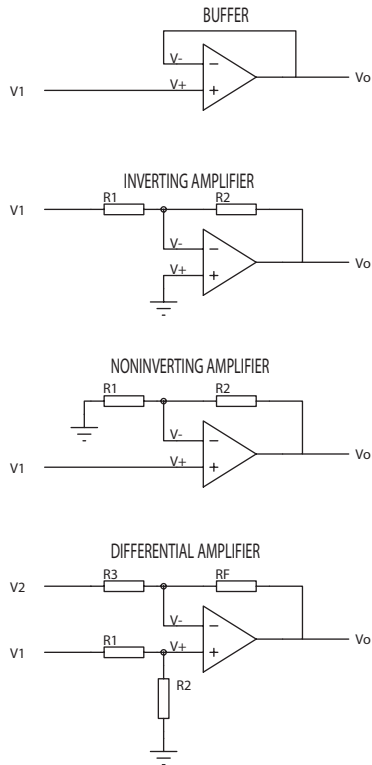 BUFFER
V-
V+
V1
Vo
INVERTING AMPLIFIER
R1 R2
V1
V-
V+
Vo
NONINVERTING AMPLIFIER
R1 R2
V-
V+
V1
Vo
DIFFERENTIAL AMPLIFIER
R3 RF
V2
V-
R1 V+
V1
Vo
R2